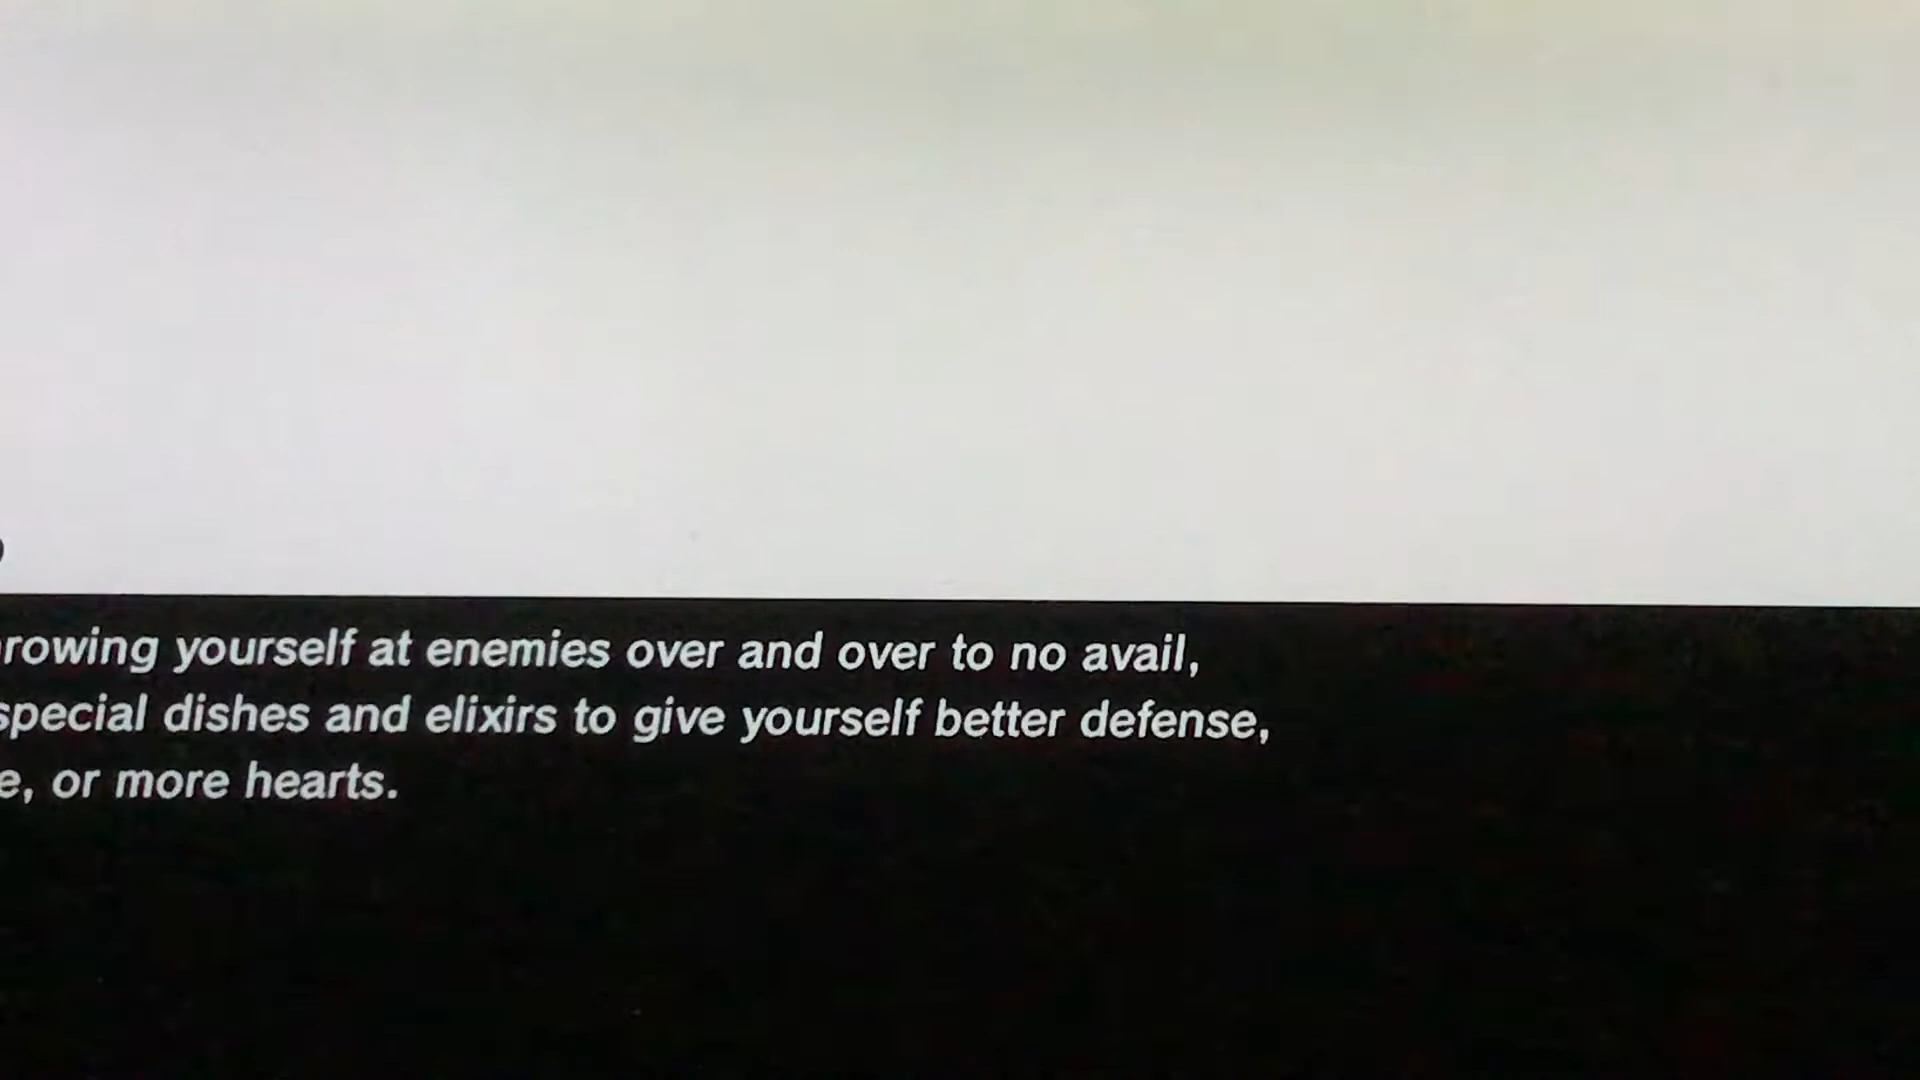 yourself at enemies over and over to no avail,
special dishes and elixirs to give yourself better defense,
or more hearts.